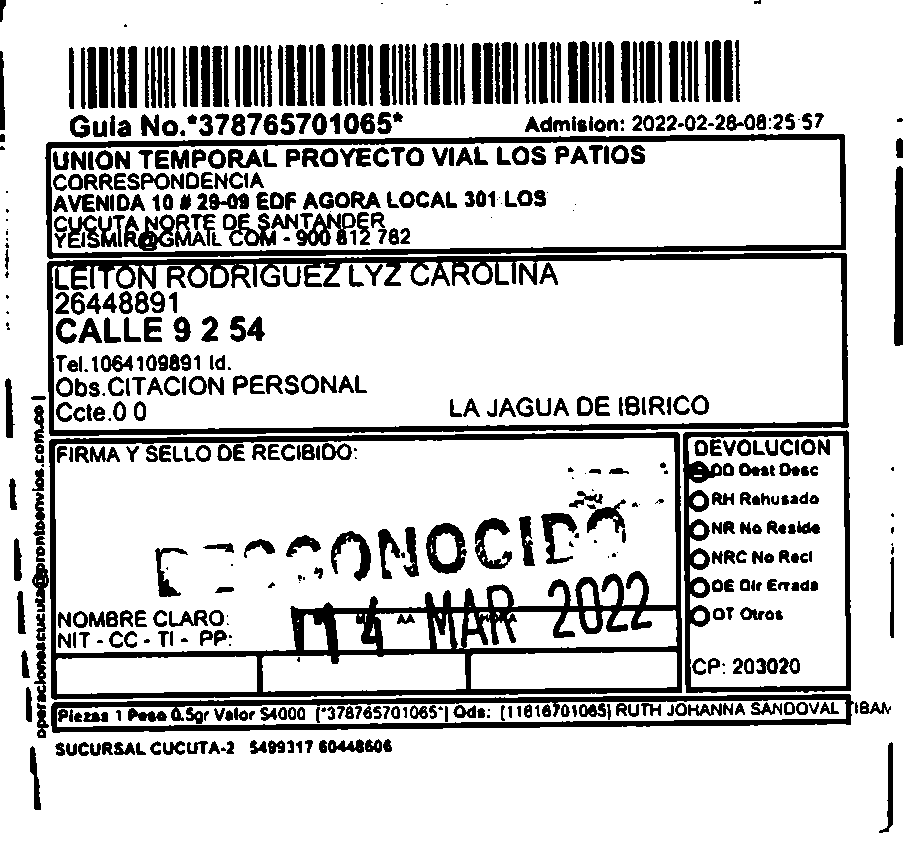 Guia No.*378765701065*
Admision: 2022-02-28-08:25 57
UNION TEMPORAL PROYECTO VIAL LOS PATIOS
CORRESPONDENCIA
AVENIDA 10 # 29-09 EDF AGORA LOCAL 301 LOS
CUCUTA NORTE DE SANTANDER
YEISMIR@GMAIL COM - 900 812 782
LEITON RODRIGUEZ LYZ CAROLINA
26448891
CALLE 9 2 54
Tel.1064109891 Id.
Obs.CITACION PERSONAL
Ccte.0 0
LA JAGUA DE IBIRICO
FIRMA Y SELLO DE RECIBIDO:
DESCONOCIDO
04 MAR 2022
NOMBRE CLARO:
NIT - CC - TI - PP:
DEVOLUCION
DD Dest Desc
RH Rehusado
NR No Reside
NRC No Recl
DE Dir Errada
OT Otros
CP: 203020
Piezas 1 Peso 0.5gr Valor $4000 [*378765701065*] Ods: [11616701065] RUTH JOHANNA SANDOVAL TIBAM
SUCURSAL CUCUTA-2 5499317 60448606
operacionescucuta@prontoenvios.com.co